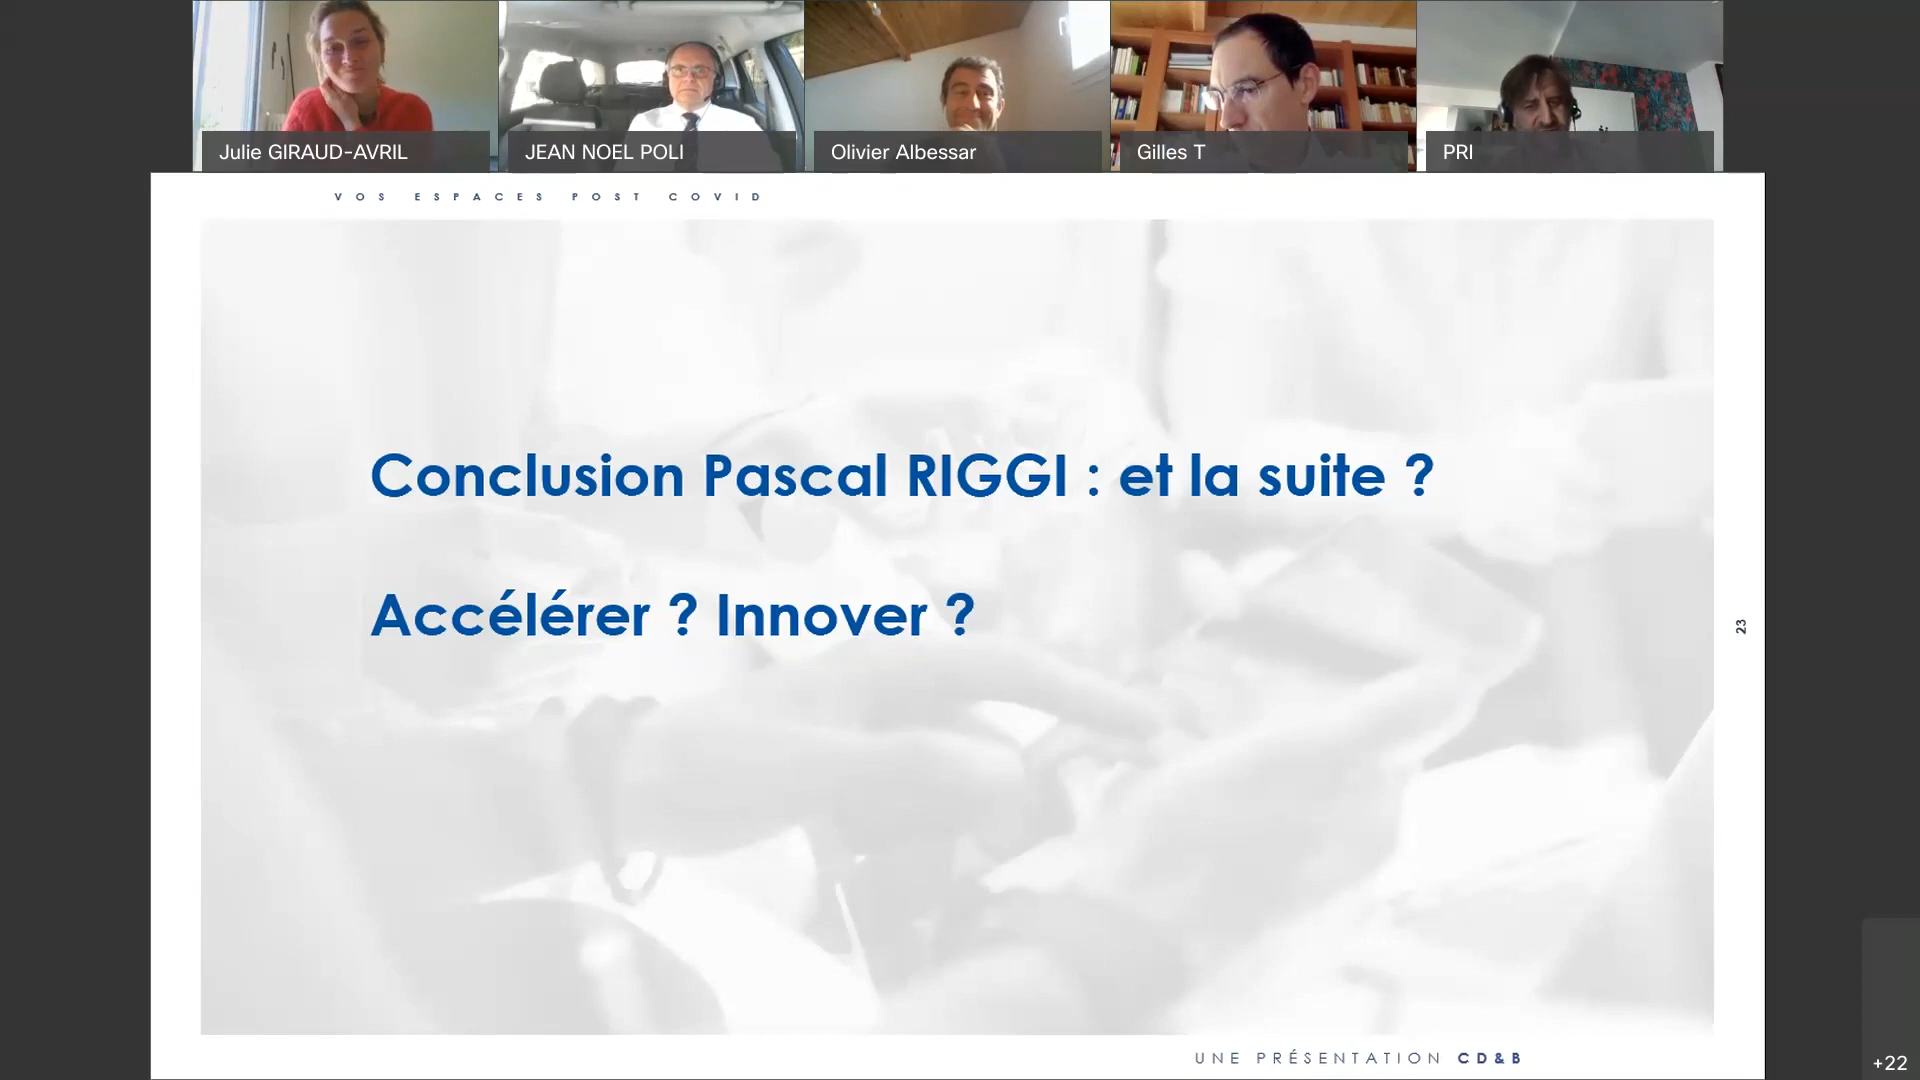 Julie GIRAUD-AVRIL
JEAN NOEL POLI
Olivier Albessar
Gilles T
PRI
VOS ESPACES POST COVID
Conclusion Pascal RIGGI : et la suite ?
Accélérer ? Innover ?
23
UNE PRÉSENTATION CD&B
+22